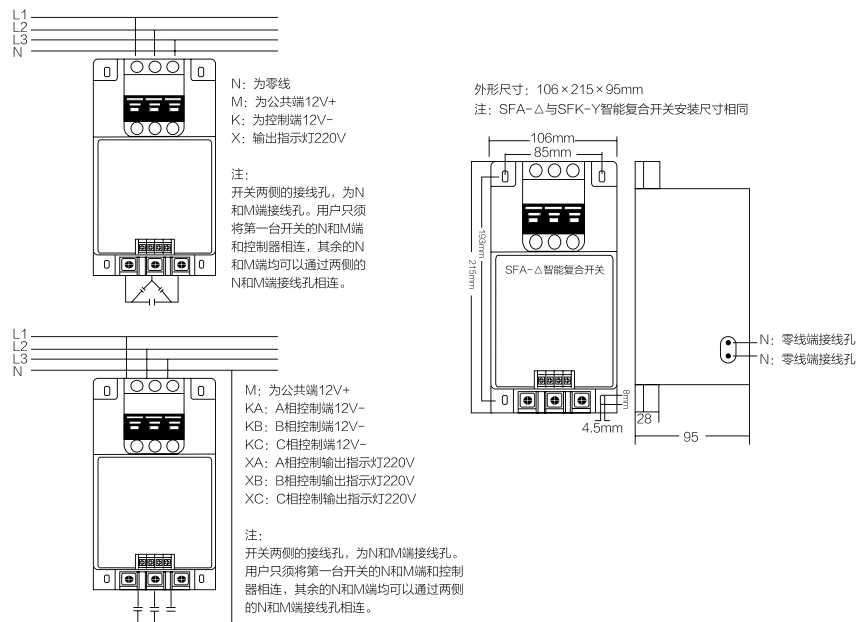 L1
L2
L3
N
N：为零线
M：为公共端12V+
K：为控制端12V-
X：输出指示灯220V
注：
开关两侧的接线孔，为N
和M端接线孔。用户只须
将第一台开关的N和M端
和控制器相连，其余的N
和M端均可以通过两侧的
N和M端接线孔相连。
L1
L2
L3
N
M：为公共端12V+
KA：A相控制端12V-
KB：B相控制端12V-
KC：C相控制端12V-
XA：A相控制输出指示灯220V
XB：B相控制输出指示灯220V
XC：C相控制输出指示灯220V
注：
开关两侧的接线孔，为N和M端接线孔。
用户只须将第一台开关的N和M端和控制
器相连，其余的N和M端均可以通过两侧
的N和M端接线孔相连。
外形尺寸：106×215×95mm
注：SFA-△与SFK-Y智能复合开关安装尺寸相同
106mm
85mm
193mm
215mm
SFA-△智能复合开关
8mm
4.5mm
28
95
N：零线端接线孔
N：零线端接线孔